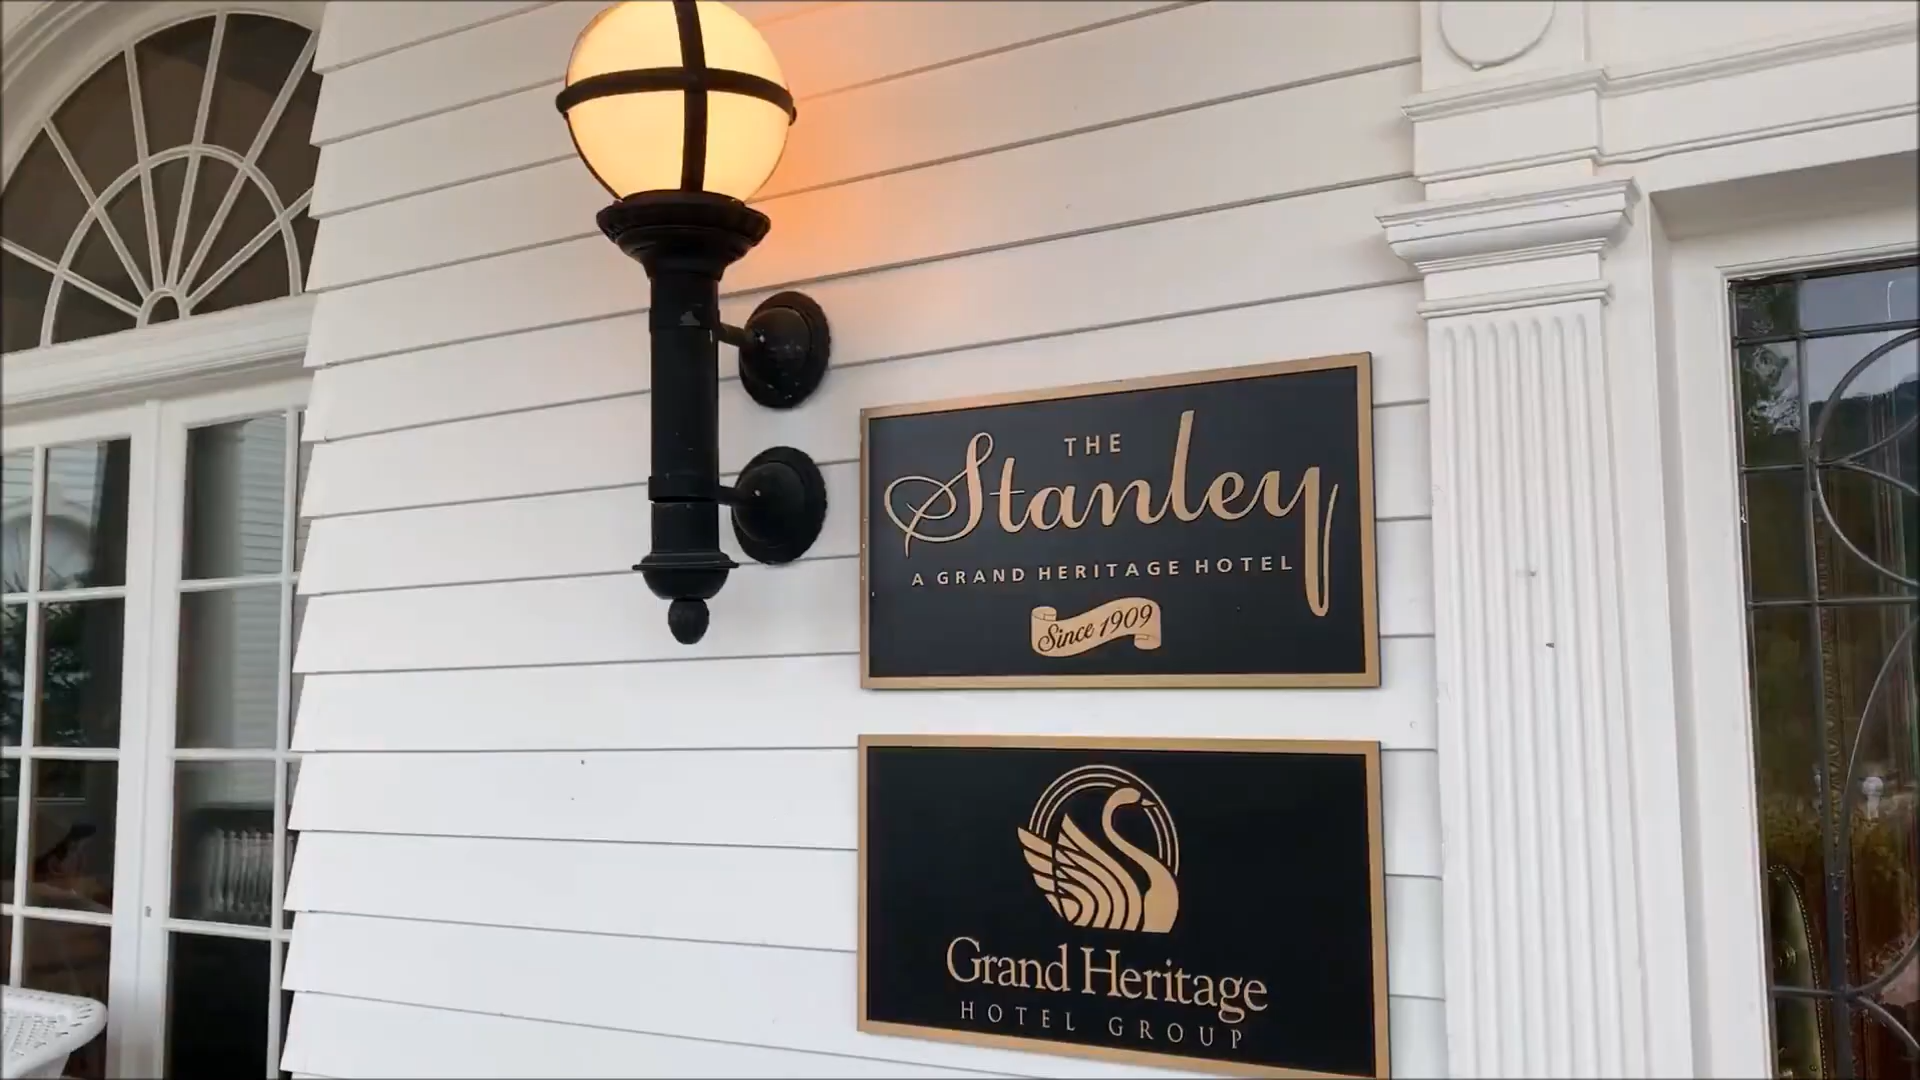 THE
Stanley
A GRAND HERITAGE HOTEL
Since 1909
Grand Heritage
HOTEL GROUP